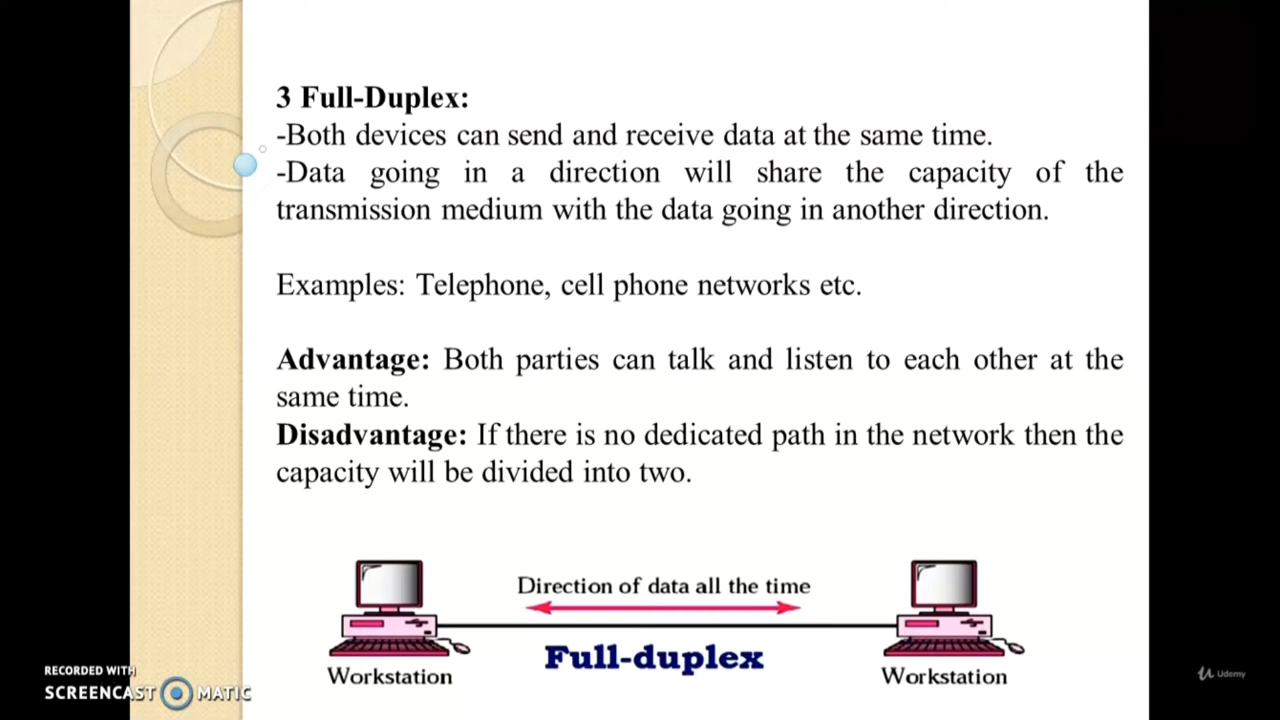 3 Full-Duplex:
-Both devices can send and receive data at the same time.
-Data going in a direction will share the capacity of the
transmission medium with the data going in another direction.
Examples: Telephone, cell phone networks etc.
Advantage: Both parties can talk and listen to each other at the
same time.
Disadvantage: If there is no dedicated path in the network then the
capacity will be divided into two.
Direction of data all the time
Full-duplex
Workstation
Workstation
RECORDED WITH
SCREENCAST MATIC
Udemy